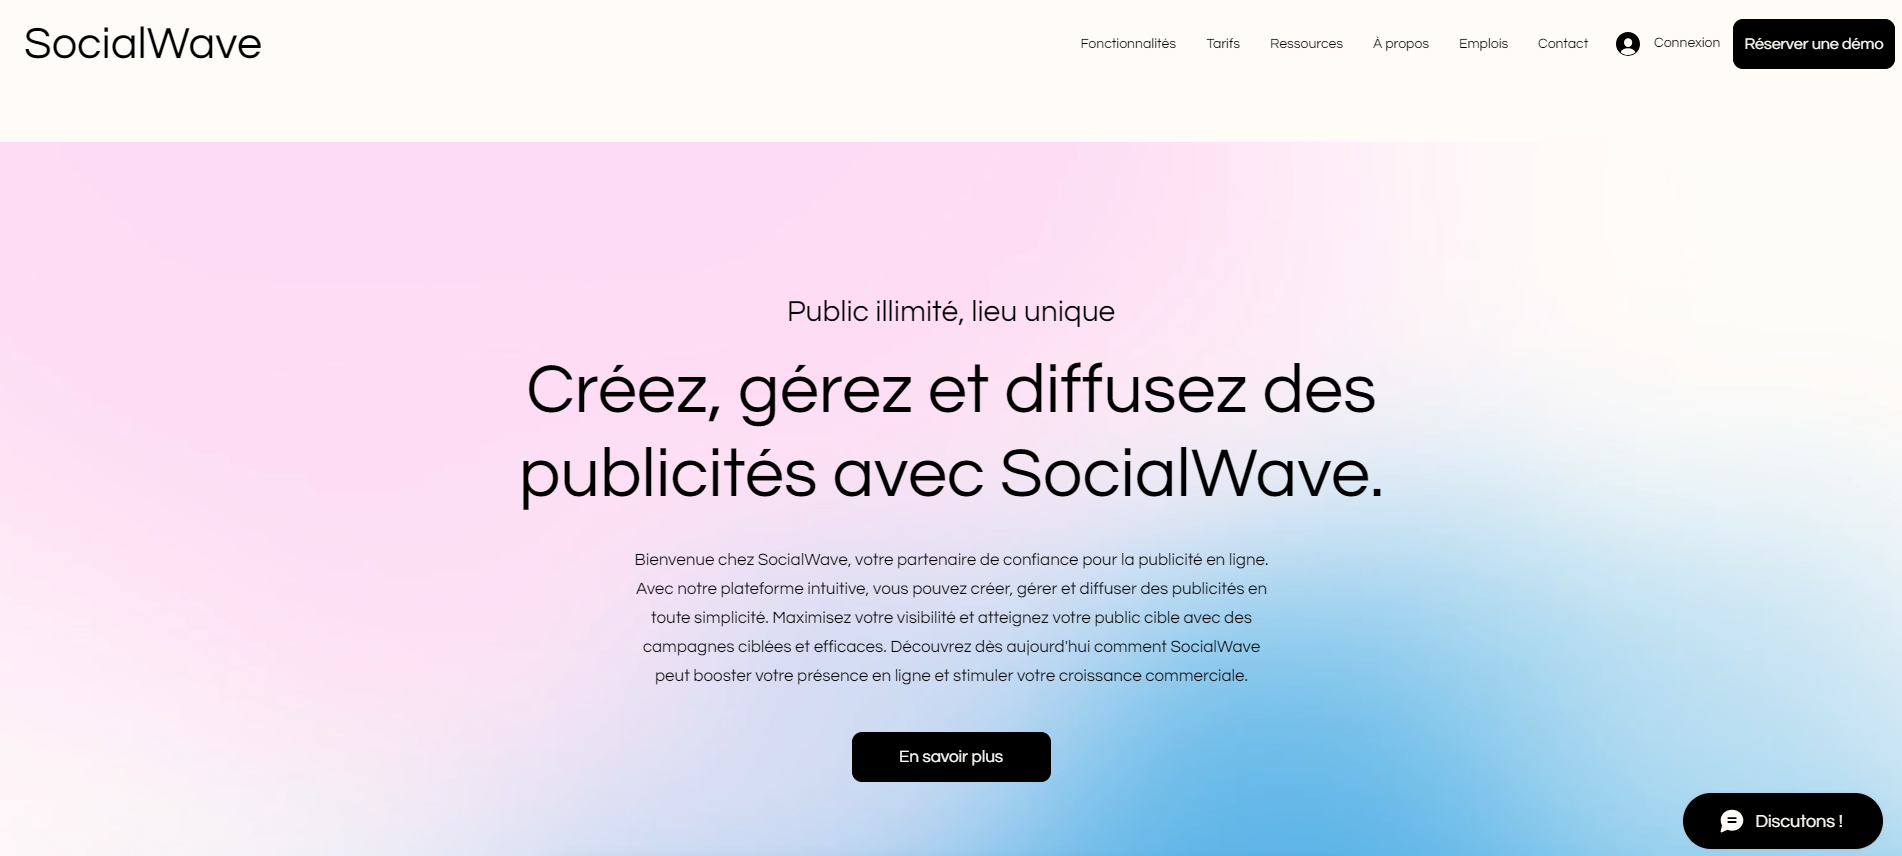 SocialWave
Fonctionnalités
Tarifs
Ressources
À propos
Emplois
Contact
Connexion
Réserver une démo
Public illimité, lieu unique
Créez, gérez et diffusez des
publicités avec SocialWave.
Bienvenue chez SocialWave, votre partenaire de confiance pour la publicité en ligne.
Avec notre plateforme intuitive, vous pouvez créer, gérer et diffuser des publicités en
toute simplicité. Maximisez votre visibilité et atteignez votre public cible avec des
campagnes ciblées et efficaces. Découvrez dès aujourd'hui comment SocialWave
peut booster votre présence en ligne et stimuler votre croissance commerciale.
En savoir plus
Discutons !